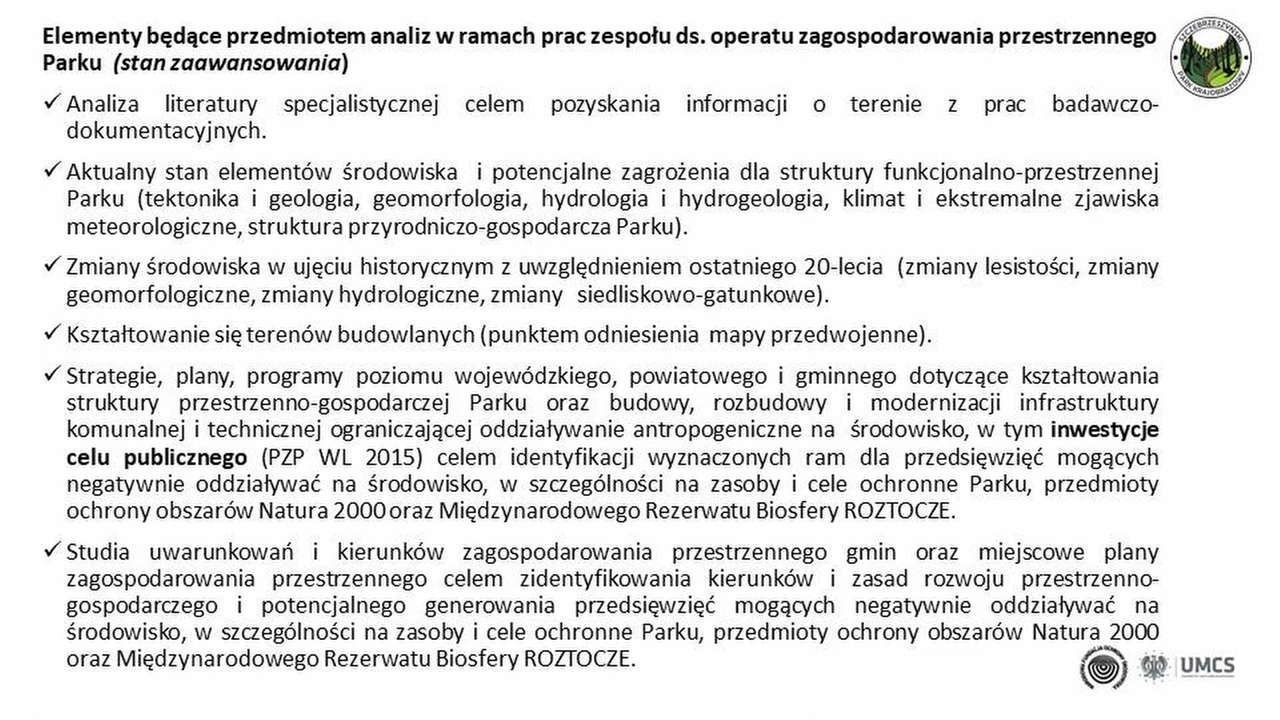 Elementy będące przedmiotem analiz w ramach prac zespołu ds. operatu zagospodarowania przestrzennego
Parku (stan zaawansowania)
✓ Analiza literatury specjalistycznej celem pozyskania informacji o terenie z prac badawczo-
dokumentacyjnych.
✓ Aktualny stan elementów środowiska i potencjalne zagrożenia dla struktury funkcjonalno-przestrzennej
Parku (tektonika i geologia, geomorfologia, hydrologia i hydrogeologia, klimat i ekstremalne zjawiska
meteorologiczne, struktura przyrodniczo-gospodarcza Parku).
✓ Zmiany środowiska w ujęciu historycznym z uwzględnieniem ostatniego 20-lecia (zmiany lesistości, zmiany
geomorfologiczne, zmiany hydrologiczne, zmiany siedliskowo-gatunkowe).
✓ Kształtowanie się terenów budowlanych (punktem odniesienia mapy przedwojenne).
✓ Strategie, plany, programy poziomu wojewódzkiego, powiatowego i gminnego dotyczące kształtowania
struktury przestrzenno-gospodarczej Parku oraz budowy, rozbudowy i modernizacji infrastruktury
komunalnej i technicznej ograniczającej oddziaływanie antropogeniczne na środowisko, w tym inwestycje
celu publicznego (PZP WL 2015) celem identyfikacji wyznaczonych ram dla przedsięwzięć mogących
negatywnie oddziaływać na środowisko, w szczególności na zasoby i cele ochronne Parku, przedmioty
ochrony obszarów Natura 2000 oraz Międzynarodowego Rezerwatu Biosfery ROZTOCZE.
✓ Studia uwarunkowań i kierunków zagospodarowania przestrzennego gmin oraz miejscowe plany
zagospodarowania przestrzennego celem zidentyfikowania kierunków i zasad rozwoju przestrzenno-
gospodarczego i potencjalnego generowania przedsięwzięć mogących negatywnie oddziaływać na
środowisko, w szczególności na zasoby i cele ochronne Parku, przedmioty ochrony obszarów Natura 2000
oraz Międzynarodowego Rezerwatu Biosfery ROZTOCZE.
SZCZEBRZESZYŃSKI
PARK KRAJOBRAZOWY
UMCS